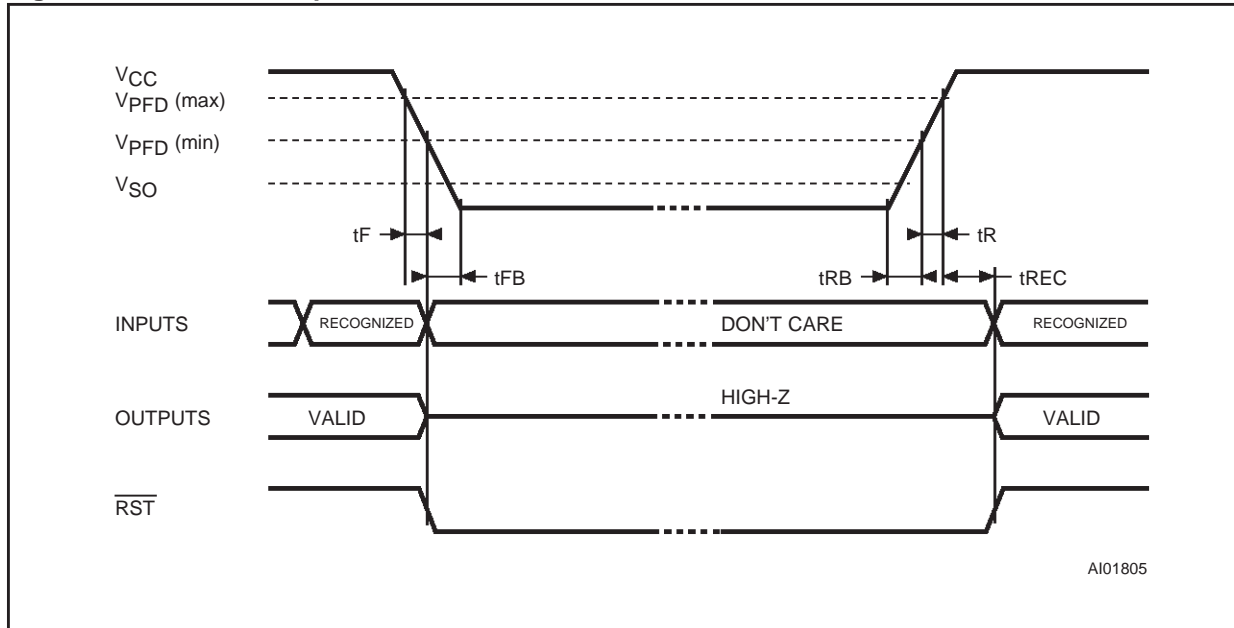 VCC
VPFD (max)
VPFD (min)
VSO
tF
tR
tFB
tRB
tREC
INPUTS
RECOGNIZED
DON'T CARE
RECOGNIZED
HIGH-Z
OUTPUTS
VALID
VALID
RST
AI01805